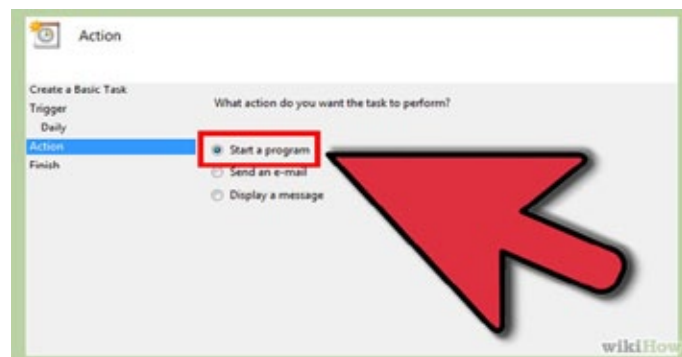 Action
Create a Basic Task
Trigger
Daily
Action
Finish
What action do you want the task to perform?
Start a program
Send an e-mail
Display a message
wikiHow